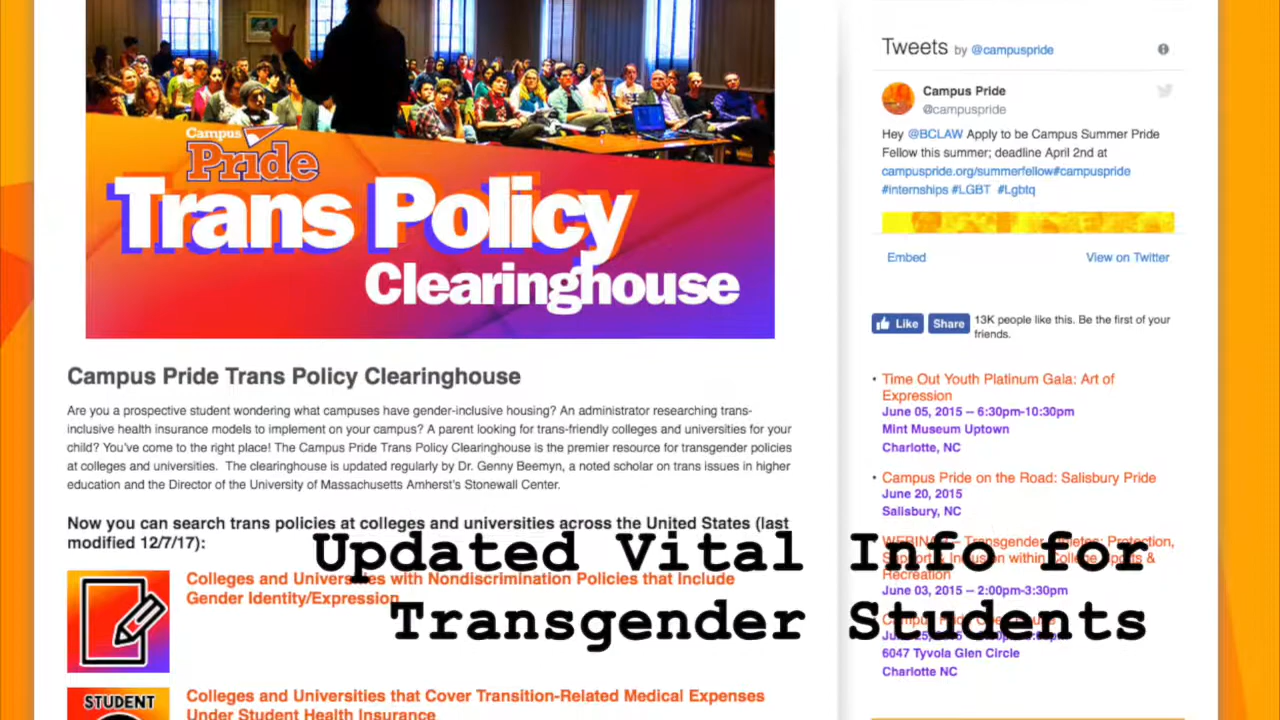 Campus
Pride
Trans Policy
Clearinghouse
Campus Pride Trans Policy Clearinghouse
Are you a prospective student wondering what campuses have gender-inclusive housing? An administrator researching trans-
inclusive health insurance models to implement on your campus? A parent looking for trans-friendly colleges and universities for your
child? You've come to the right place! The Campus Pride Trans Policy Clearinghouse is the premier resource for transgender policies
at colleges and universities. The clearinghouse is updated regularly by Dr. Genny Beemyn, a noted scholar on trans issues in higher
education and the Director of the University of Massachusetts Amherst's Stonewall Center.
Now you can search trans policies at colleges and universities across the United States (last
modified 12/7/17):
Colleges and Universities with Nondiscrimination Policies that Include
Gender Identity/Expression
STUDENT
Colleges and Universities that Cover Transition-Related Medical Expenses
Under Student Health Insurance
Updated Vital Info for
Transgender Students
Tweets by @campuspride
Campus Pride
@campuspride
Hey @BCLAW Apply to be Campus Summer Pride
Fellow this summer; deadline April 2nd at
campuspride.org/summerfellow#campuspride
#internships #LGBT #Lgbtq
Embed View on Twitter
Like Share 13K people like this. Be the first of your
friends.
• Time Out Youth Platinum Gala: Art of
Expression
June 05, 2015 – 6:30pm-10:30pm
Mint Museum Uptown
Charlotte, NC
• Campus Pride on the Road: Salisbury Pride
June 20, 2015
Salisbury, NC
WEBINAR – Transgender Athletes: Protection,
Support & Inclusion within College Sports &
Recreation
June 03, 2015 – 2:00pm-3:30pm
6047 Tyvola Glen Circle
Charlotte NC